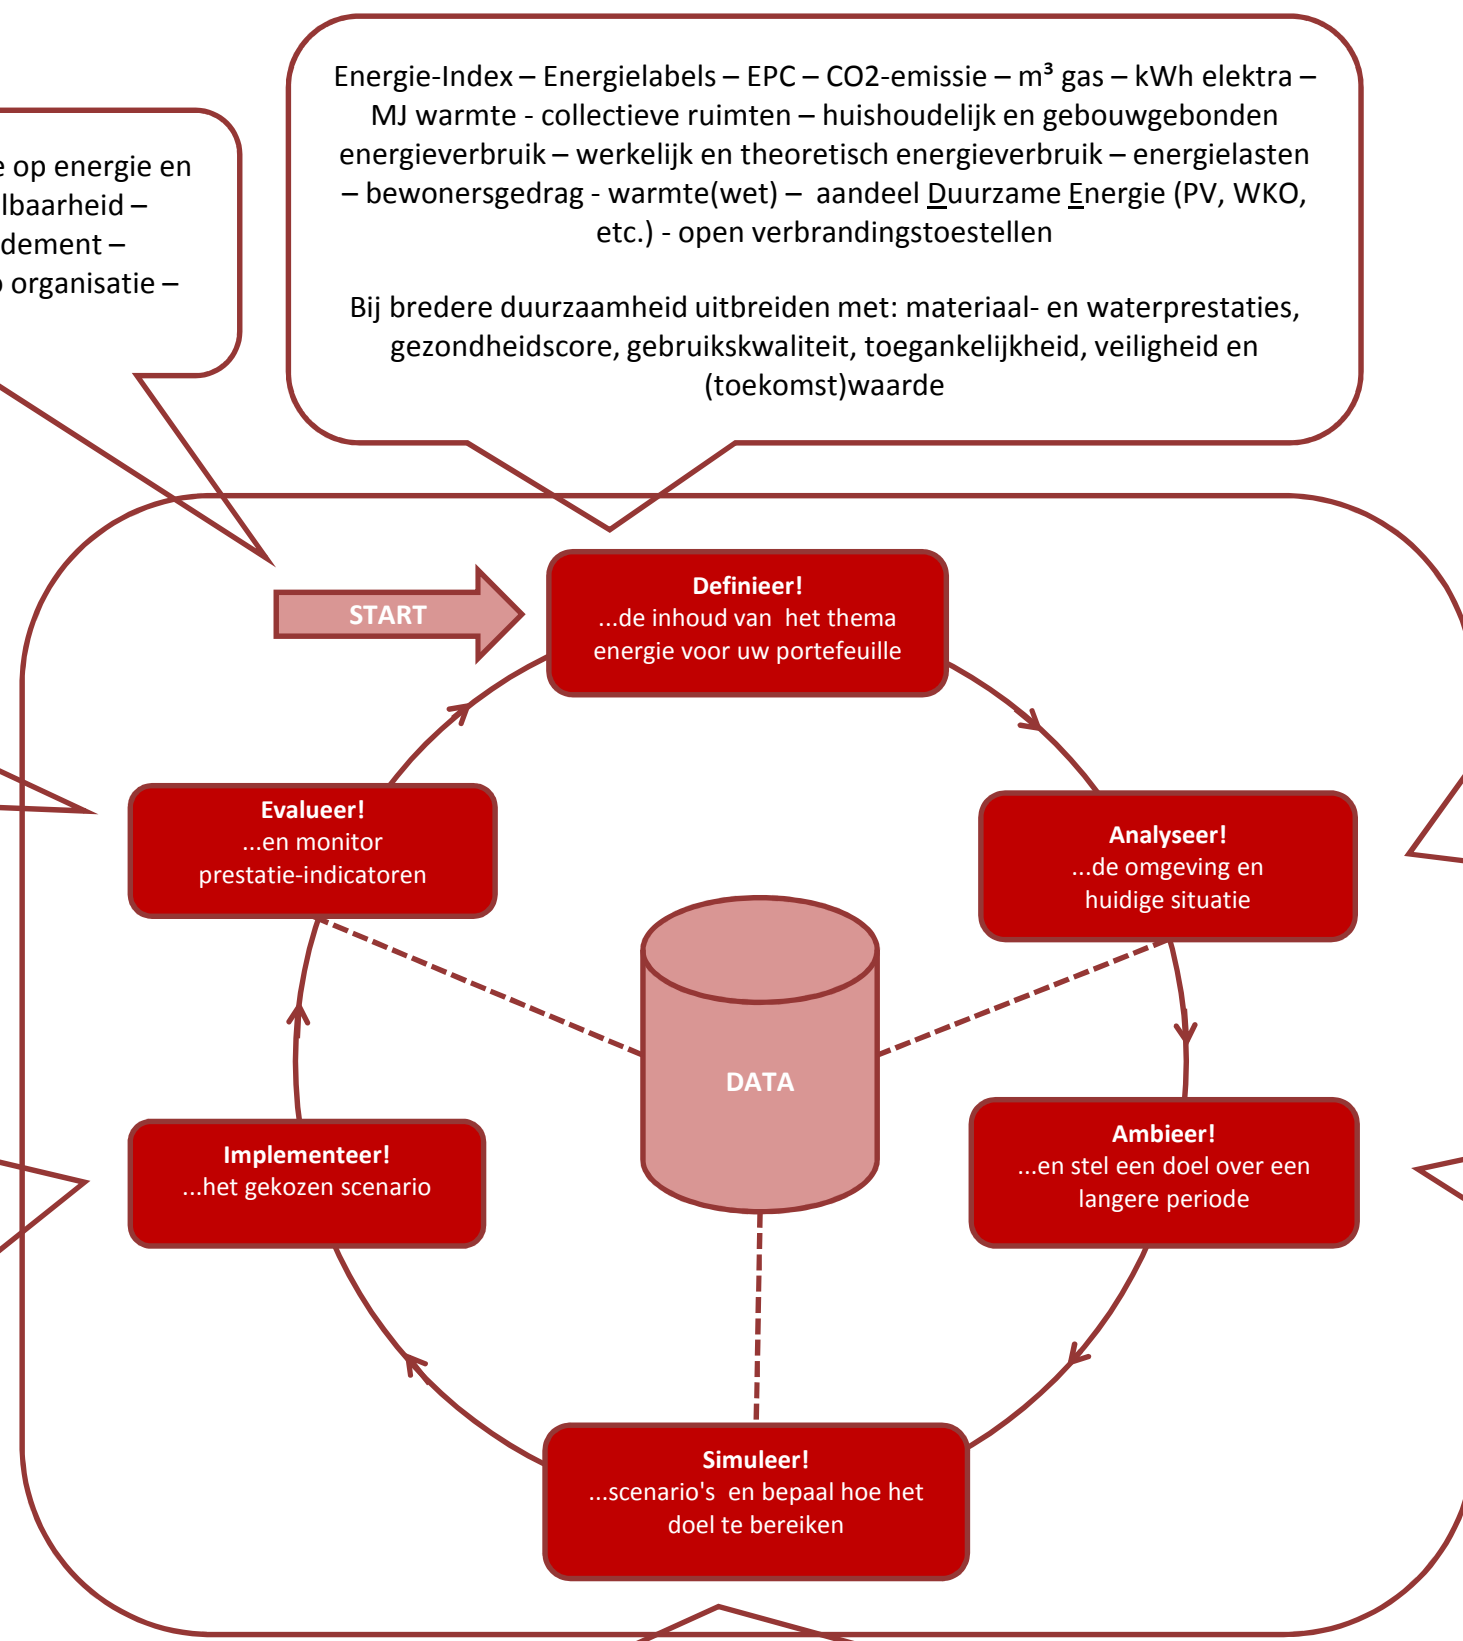 Energie-Index – Energielabels – EPC – CO2-emissie – m³ gas – kWh elektra –
MJ warmte - collectieve ruimten – huishoudelijk en gebouwgebonden
energieverbruik – werkelijk en theoretisch energieverbruik – energielasten
– bewonersgedrag - warmte(wet) – aandeel Duurzame Energie (PV, WKO,
etc.) - open verbrandingstoestellen
Bij bredere duurzaamheid uitbreiden met: materiaal- en waterprestaties,
gezondheidscore, gebruikskwaliteit, toegankelijkheid, veiligheid en
(toekomst)waarde
e op energie en
lbaarheid –
dement –
organisatie –
START
Definieer!
...de inhoud van het thema
energie voor uw portefeuille
Analyseer!
...de omgeving en
huidige situatie
Ambieer!
...en stel een doel over een
langere periode
Simuleer!
...scenario's en bepaal hoe het
doel te bereiken
Implementeer!
...het gekozen scenario
Evalueer!
...en monitor
prestatie-indicatoren
DATA